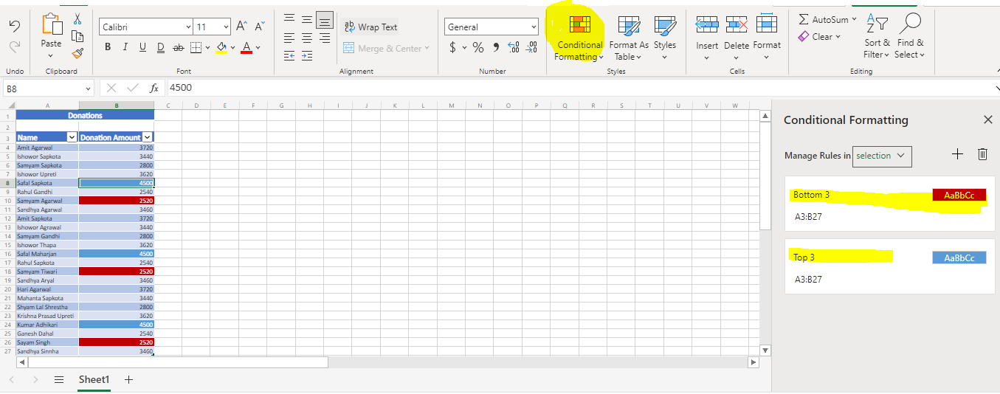 Calibri 11 A^ Aˇ Wrap Text General AutoSum
Paste Conditional Formatting Format As Table Styles Insert Delete Format Clear Sort & Filter Find & Select
B I U D ab A Merge & Center $ % 9 .00
Undo Clipboard Font Alignment Number Styles Cells Editing
B8 fx 4500
A B C D E F G H I J K L M N O P Q R S T U V W
1 Donations
2
3 Name Donation Amount
4 Amit Agarwal 3720
5 Ishowor Sapkota 3440
6 Samyam Sapkota 2800
7 Ishowor Upreti 3620
8 Safal Sapkota 4500
9 Rahul Gandhi 2540
10 Samyam Agarwal 2520
11 Sandhya Agarwal 3460
12 Amit Sapkota 3720
13 Ishowor Agrawal 3440
14 Samyam Gandhi 2800
15 Ishowor Thapa 3620
16 Safal Maharjan 4500
17 Rahul Sapkota 2540
18 Samyam Tiwari 2520
19 Sandhya Aryal 3460
20 Hari Agarwal 3720
21 Mahanta Sapkota 3440
22 Shyam Lal Shrestha 2800
23 Krishna Prasad Upreti 3620
24 Kumar Adhikari 4500
25 Ganesh Dahal 2540
26 Sayam Singh 2520
27 Sandhya Sinnha 3460
Sheet1
Conditional Formatting
Manage Rules in selection
Bottom 3 AaBbCc
A3:B27
Top 3 AaBbCc
A3:B27